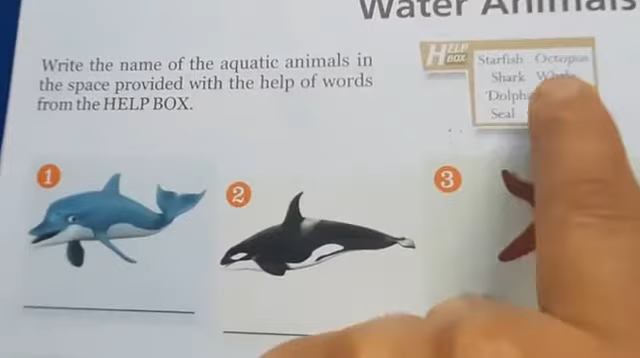 Water Animals
Write the name of the aquatic animals in
the space provided with the help of words
from the HELP BOX.
HELP
BOX
Starfish Octopus
Shark
Seal
1
2
3